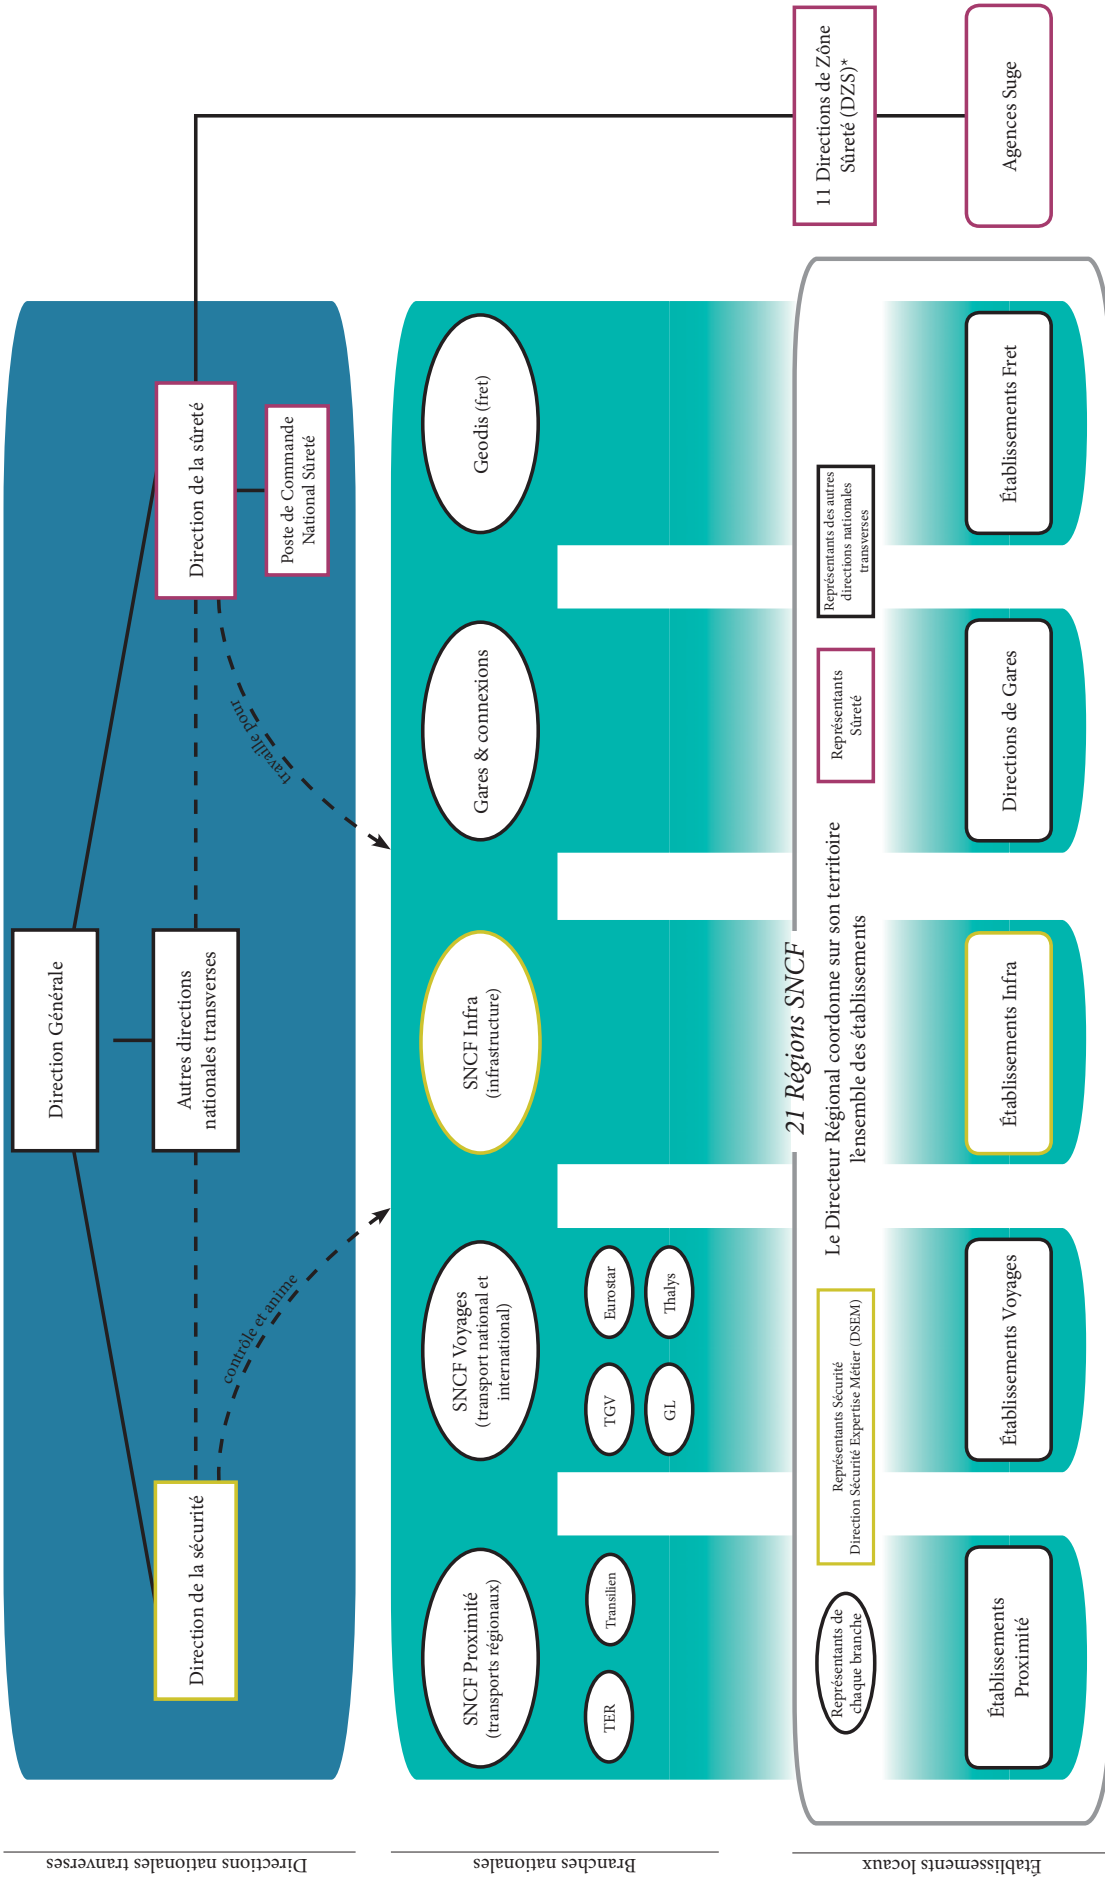 Directions nationales tranverses
Direction Générale
Direction de la sécurité
Autres directions
nationales transverses
Direction de la sûreté
Poste de Commande
National Sûreté
contrôle et anime
travaille pour
Branches nationales
SNCF Proximité
(transports régionaux)
TER
Transilien
SNCF Voyages
(transport national et
international)
TGV
Eurostar
GL
Thalys
SNCF Infra
(infrastructure)
Gares & connexions
Geodis (fret)
Établissements locaux
21 Régions SNCF
Le Directeur Régional coordonne sur son territoire
l'ensemble des établissements
Représentants de
chaque branche
Représentants Sécurité
Direction Sécurité Expertise Métier (DSEM)
Représentants
Sûreté
Représentants des autres
directions nationales
transverses
11 Directions de Zône
Sûreté (DZS)*
Établissements
Proximité
Établissements Voyages
Établissements Infra
Directions de Gares
Établissements Fret
Agences Suge